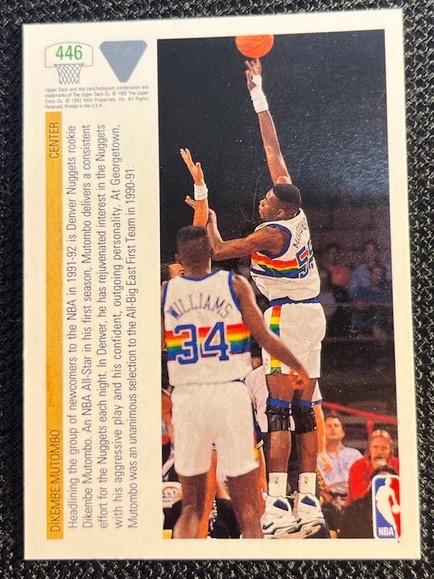 446
Upper Deck and the card/hologram combination are
trademarks of The Upper Deck Co. © 1992 The Upper
Deck Co. © 1992 NBA Properties, Inc. All Rights
Reserved. Printed in the U.S.A.
DIKEMBE MUTOMBO CENTER
Headlining the group of newcomers to the NBA in 1991-92 is Denver Nuggets rookie
Dikembe Mutombo. An NBA All-Star in his first season, Mutombo delivers a consistent
effort for the Nuggets each night. In Denver, he has rejuvenated interest in the Nuggets
with his aggressive play and his confident, outgoing personality. At Georgetown,
Mutombo was an unanimous selection to the All-Big East First Team in 1990-91.
WILLIAMS
34
55
NBA